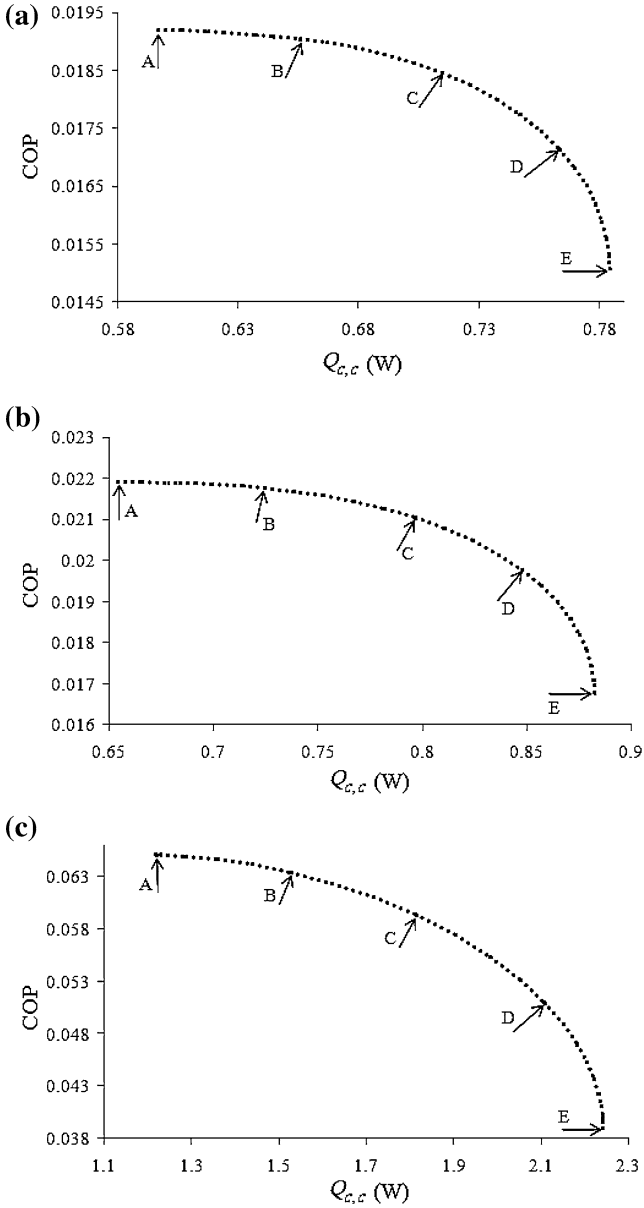 (a)
0.0195
0.0185
0.0175
0.0165
0.0155
0.0145
COP
A
B
C
D
E
0.58 0.63 0.68 0.73 0.78
Qc,c (W)
(b)
0.023
0.022
0.021
0.02
0.019
0.018
0.017
0.016
COP
A
B
C
D
E
0.65 0.7 0.75 0.8 0.85 0.9
Qc,c (W)
(c)
0.063
0.058
0.053
0.048
0.043
0.038
COP
A
B
C
D
E
1.1 1.3 1.5 1.7 1.9 2.1 2.3
Qc,c (W)